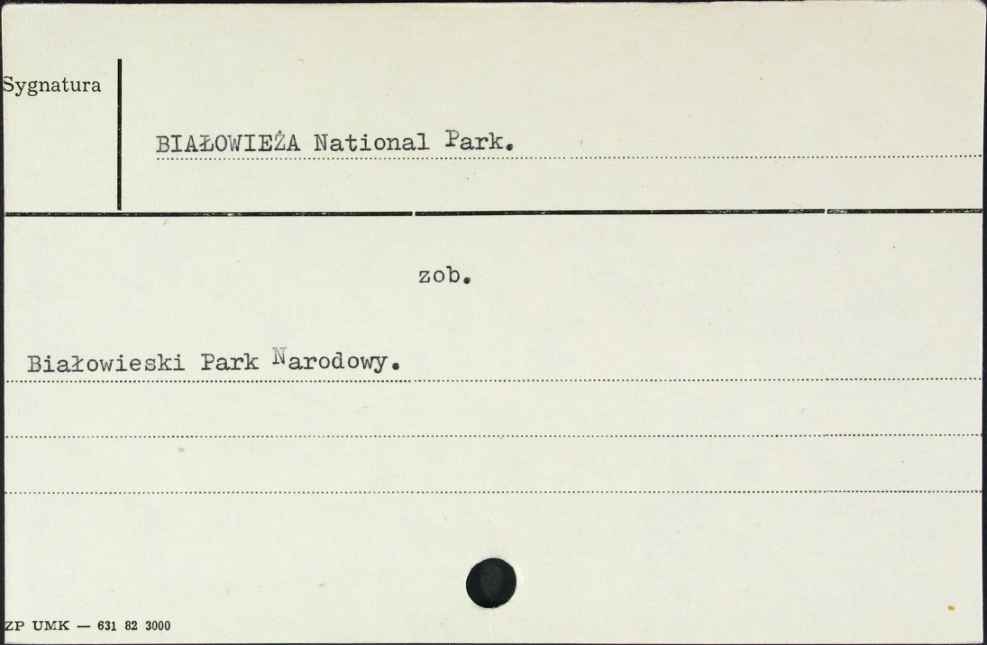 Sygnatura
BIAŁOWIEŻA National Park.
zob.
Białowieski Park Narodowy.
ZP UMK — 631 82 3000